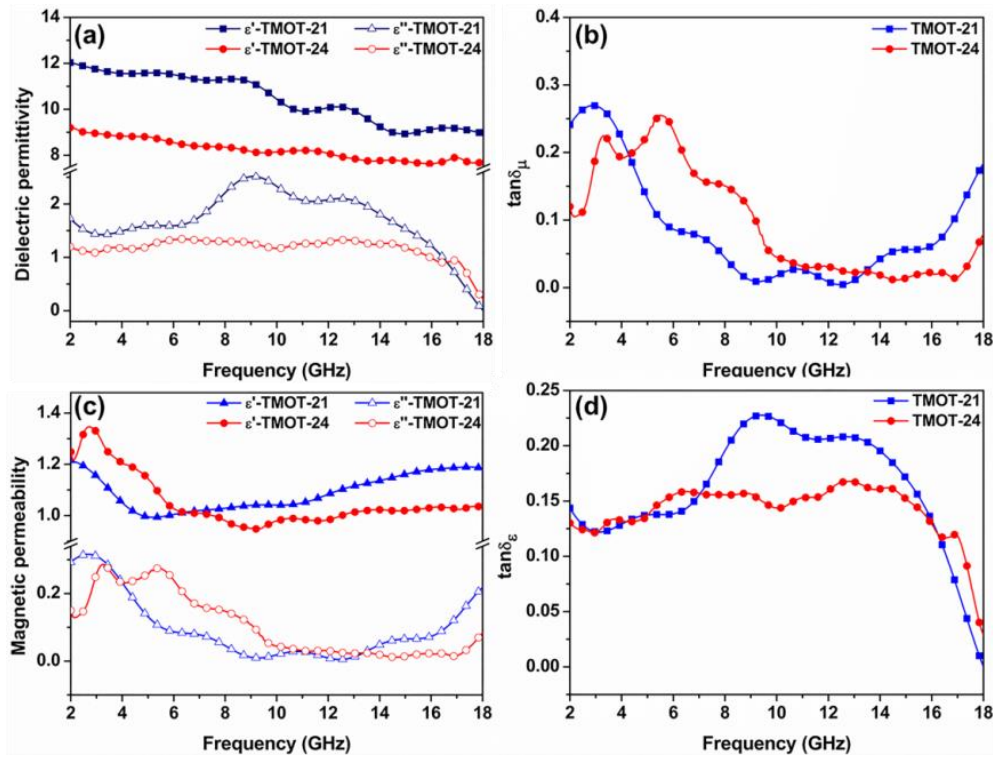 (a)
ε'-TMOT-21 ε''-TMOT-21
ε'-TMOT-24 ε''-TMOT-24
Dielectric permittivity
14
12
10
8
2
1
0
2 4 6 8 10 12 14 16 18
Frequency (GHz)
(b)
TMOT-21
TMOT-24
tanδμ
0.4
0.3
0.2
0.1
0.0
2 4 6 8 10 12 14 16 18
Frequency (GHz)
(c)
ε'-TMOT-21 ε''-TMOT-21
ε'-TMOT-24 ε''-TMOT-24
Magnetic permeability
1.4
1.2
1.0
0.2
0.0
2 4 6 8 10 12 14 16 18
Frequency (GHz)
(d)
TMOT-21
TMOT-24
tanδε
0.25
0.20
0.15
0.10
0.05
0.00
2 4 6 8 10 12 14 16 18
Frequency (GHz)